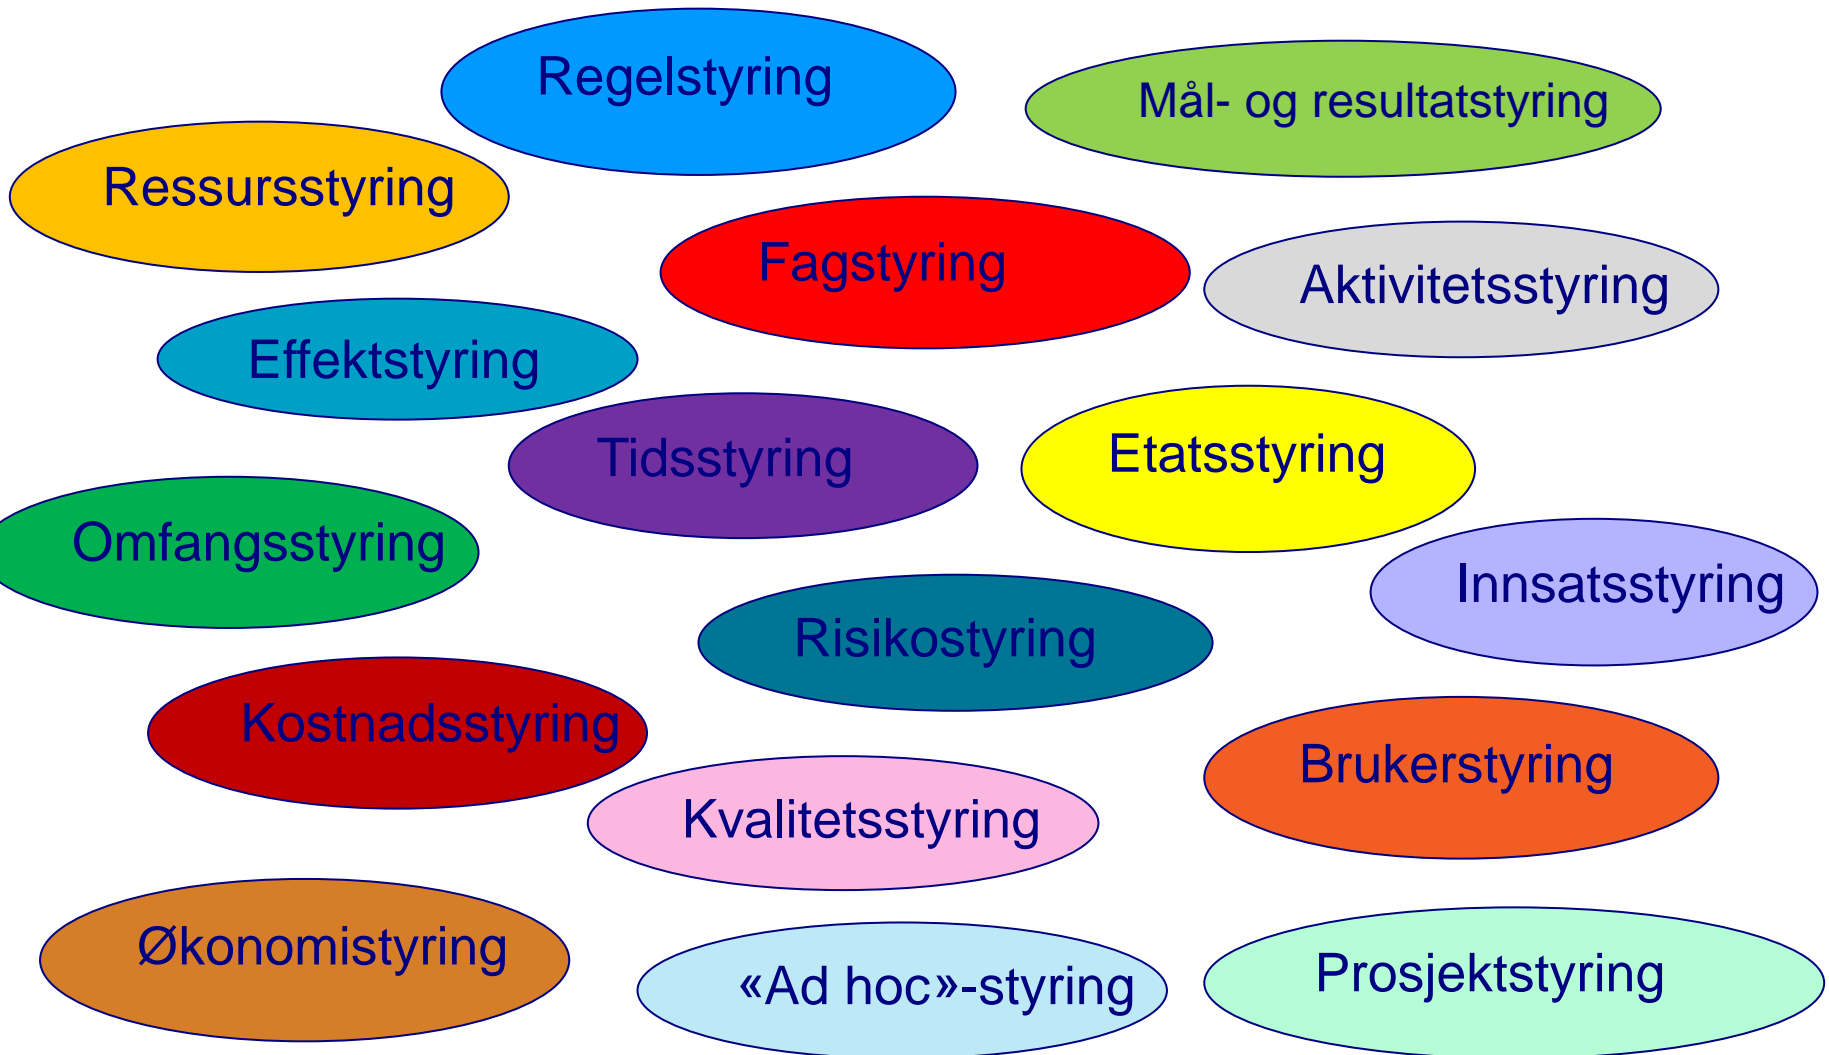 Regelstyring
Mål- og resultatstyring
Ressursstyring
Fagstyring
Aktivitetsstyring
Effektstyring
Tidsstyring
Etatsstyring
Omfangsstyring
Innsatsstyring
Risikostyring
Kostnadsstyring
Brukerstyring
Kvalitetsstyring
Økonomistyring
«Ad hoc»-styring
Prosjektstyring